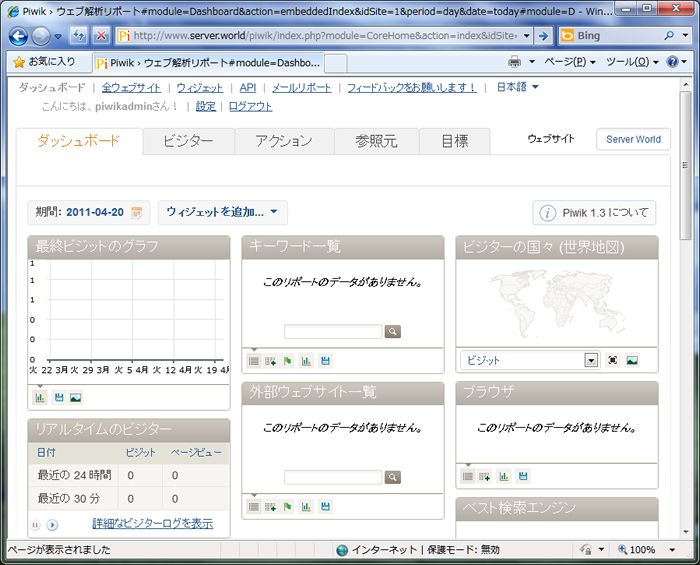 Piwik › ウェブ解析リポート#module=Dashboard&action=embeddedIndex&idSite=1&period=day&date=today#module=D - Win...
http://www.server.world/piwik/index.php?module=CoreHome&action=index&idSite-
Bing
お気に入り
Piwik › ウェブ解析リポート#module=Dashbo...
ページ(P)
ツール(O)
ダッシュボード | 全ウェブサイト | ウィジェット | API | メールリポート | フィードバックをお願いします！ | 日本語
こんにちは、piwikadminさん！ | 設定 | ログアウト
ダッシュボード
ビジター
アクション
参照元
目標
ウェブサイト
Server World
期間: 2011-04-20
ウィジェットを追加...
Piwik 1.3 について
最終ビジットのグラフ
1
1
1
0
0
火 22 3月 火 29 3月 火 5 4月 火 12 4月 火 19 4月
キーワード一覧
このリポートのデータがありません。
ビジターの国々 (世界地図)
ビジット
外部ウェブサイト一覧
このリポートのデータがありません。
ブラウザ
このリポートのデータがありません。
リアルタイムのビジター
日付 ビジット ページビュー
最近の 24 時間 0 0
最近の 30 分 0 0
詳細なビジターログを表示
ベスト検索エンジン
ページが表示されました
インターネット | 保護モード: 無効
100%